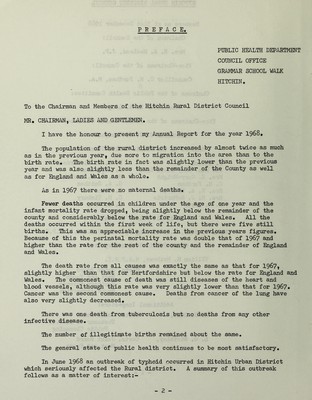 PREFACE.
PUBLIC HEALTH DEPARTMENT
COUNCIL OFFICE
GRAMMAR SCHOOL WALK
HITCHIN.
To the Chairman and Members of the Hitchin Rural District Council
MR. CHAIRMAN, LADIES AND GENTLEMEN.
I have the honour to present my Annual Report for the year 1968.
The population of the rural district increased by almost twice as much
as in the previous year, due more to migration into the area than to the
birth rate. The birth rate in fact was slightly lower than the previous
year and was also slightly less than the remainder of the County as well
as for England and Wales as a whole.
As in 1967 there were no maternal deaths.
Fewer deaths occurred in children under the age of one year and the
infant mortality rate dropped, being slightly below the remainder of the
county and considerably below the rate for England and Wales. All the
deaths occurred within the first week of life, but there were five still
births. This was an appreciable increase in the previous years figures.
Because of this the perinatal mortality rate was double that of 1967 and
higher than the rate for the rest of the county and the remainder of England
and Wales.
The death rate from all causes was exactly the same as that for 1967,
slightly higher than that for Hertfordshire but below the rate for England and
Wales. The commonest cause of death was still diseases of the heart and
blood vessels, although this rate was very slightly lower than that for 1967.
Cancer was the second commonest cause. Deaths from cancer of the lung have
also very slightly decreased.
There was one death from tuberculosis but no deaths from any other
infective disease.
The number of illegitimate births remained about the same.
The general state of public health continues to be most satisfactory.
In June 1968 an outbreak of typhoid occurred in Hitchin Urban District
which seriously affected the Rural district. A summary of this outbreak
follows as a matter of interest:-
- 2 -